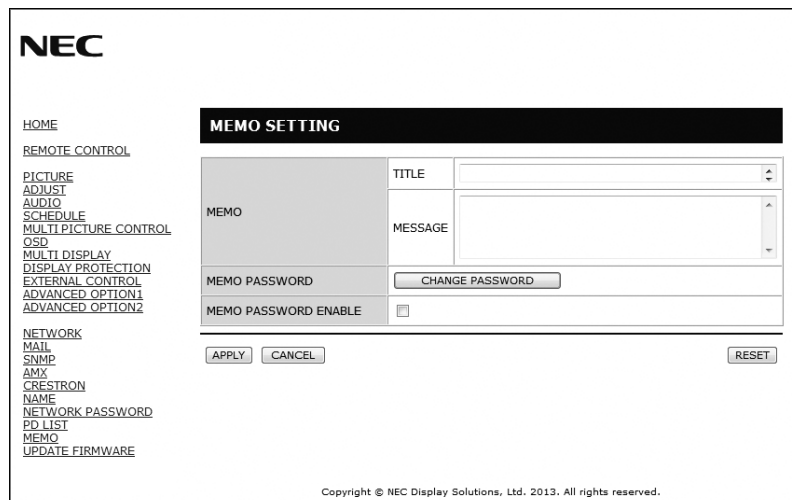 NEC
HOME
REMOTE CONTROL
PICTURE
ADJUST
AUDIO
SCHEDULE
MULTI PICTURE CONTROL
OSD
MULTI DISPLAY
DISPLAY PROTECTION
EXTERNAL CONTROL
ADVANCED OPTION1
ADVANCED OPTION2
NETWORK
MAIL
SNMP
AMX
CRESTRON
NAME
NETWORK PASSWORD
PD LIST
MEMO
UPDATE FIRMWARE
MEMO SETTING
MEMO
TITLE
MESSAGE
MEMO PASSWORD
CHANGE PASSWORD
MEMO PASSWORD ENABLE
APPLY CANCEL RESET
Copyright © NEC Display Solutions, Ltd. 2013. All rights reserved.